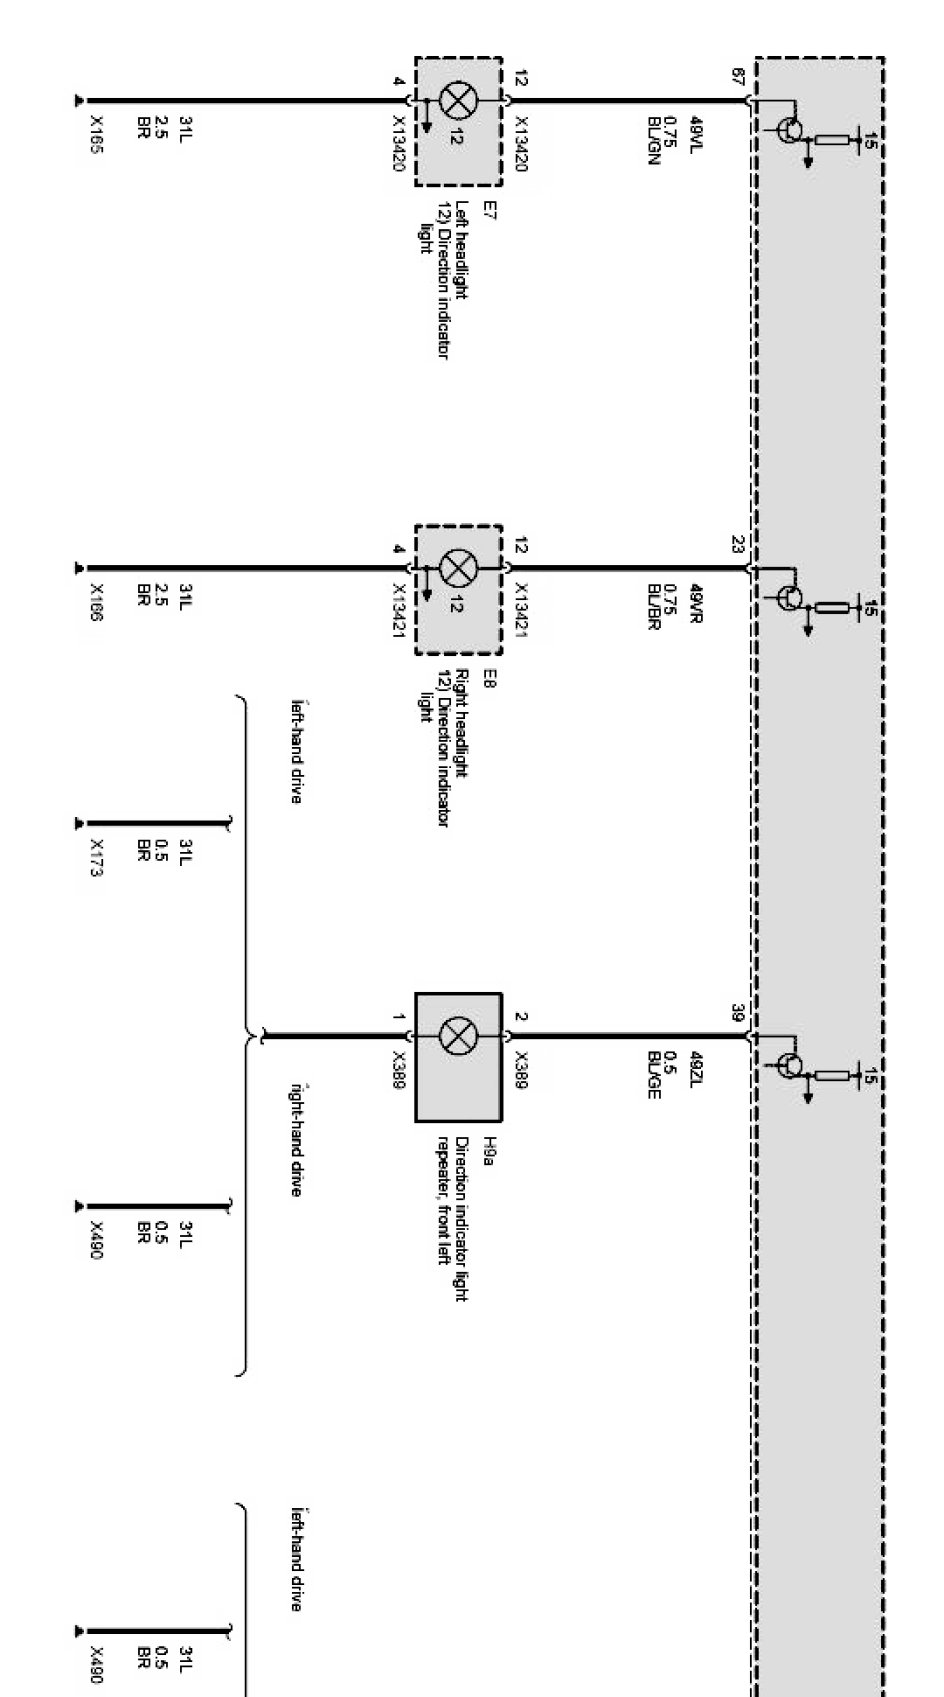 15
67
49VL
0.75
BL/GN
12
X13420
12
4
X13420
E7
Left headlight
12) Direction indicator
light
31L
2.5
BR
X165
15
23
49VR
0.75
BL/BR
12
X13421
12
4
X13421
E8
Right headlight
12) Direction indicator
light
31L
2.5
BR
X166
15
39
49ZL
0.5
BL/GE
2
X389
1
X389
H9a
Direction indicator light
repeater, front left
left-hand drive
31L
0.5
BR
X173
right-hand drive
31L
0.5
BR
X490
left-hand drive
31L
0.5
BR
X490